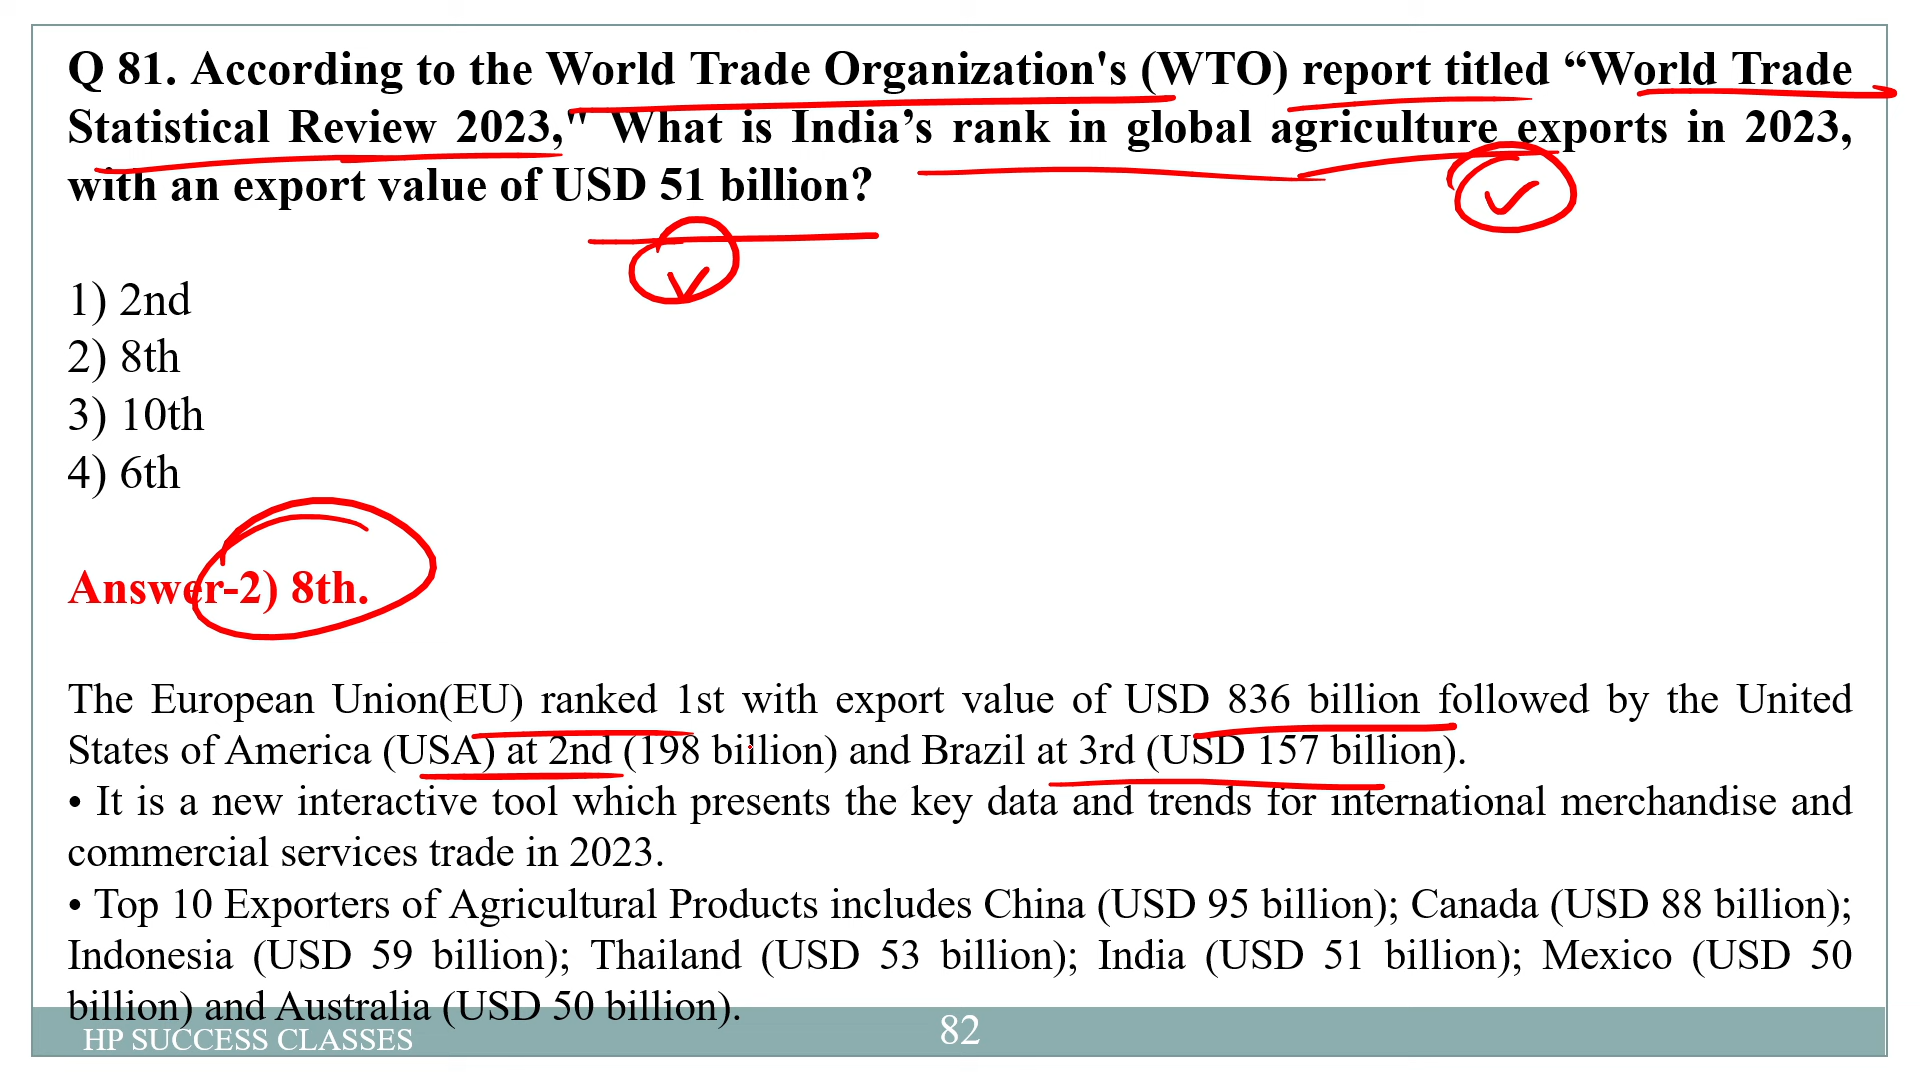 Q 81. According to the World Trade Organization's (WTO) report titled “World Trade
Statistical Review 2023," What is India’s rank in global agriculture exports in 2023,
with an export value of USD 51 billion?
1) 2nd
2) 8th
3) 10th
4) 6th
Answer-2) 8th.
The European Union(EU) ranked 1st with export value of USD 836 billion followed by the United
States of America (USA) at 2nd (198 billion) and Brazil at 3rd (USD 157 billion).
• It is a new interactive tool which presents the key data and trends for international merchandise and
commercial services trade in 2023.
• Top 10 Exporters of Agricultural Products includes China (USD 95 billion); Canada (USD 88 billion);
Indonesia (USD 59 billion); Thailand (USD 53 billion); India (USD 51 billion); Mexico (USD 50
billion) and Australia (USD 50 billion).
HP SUCCESS CLASSES
82